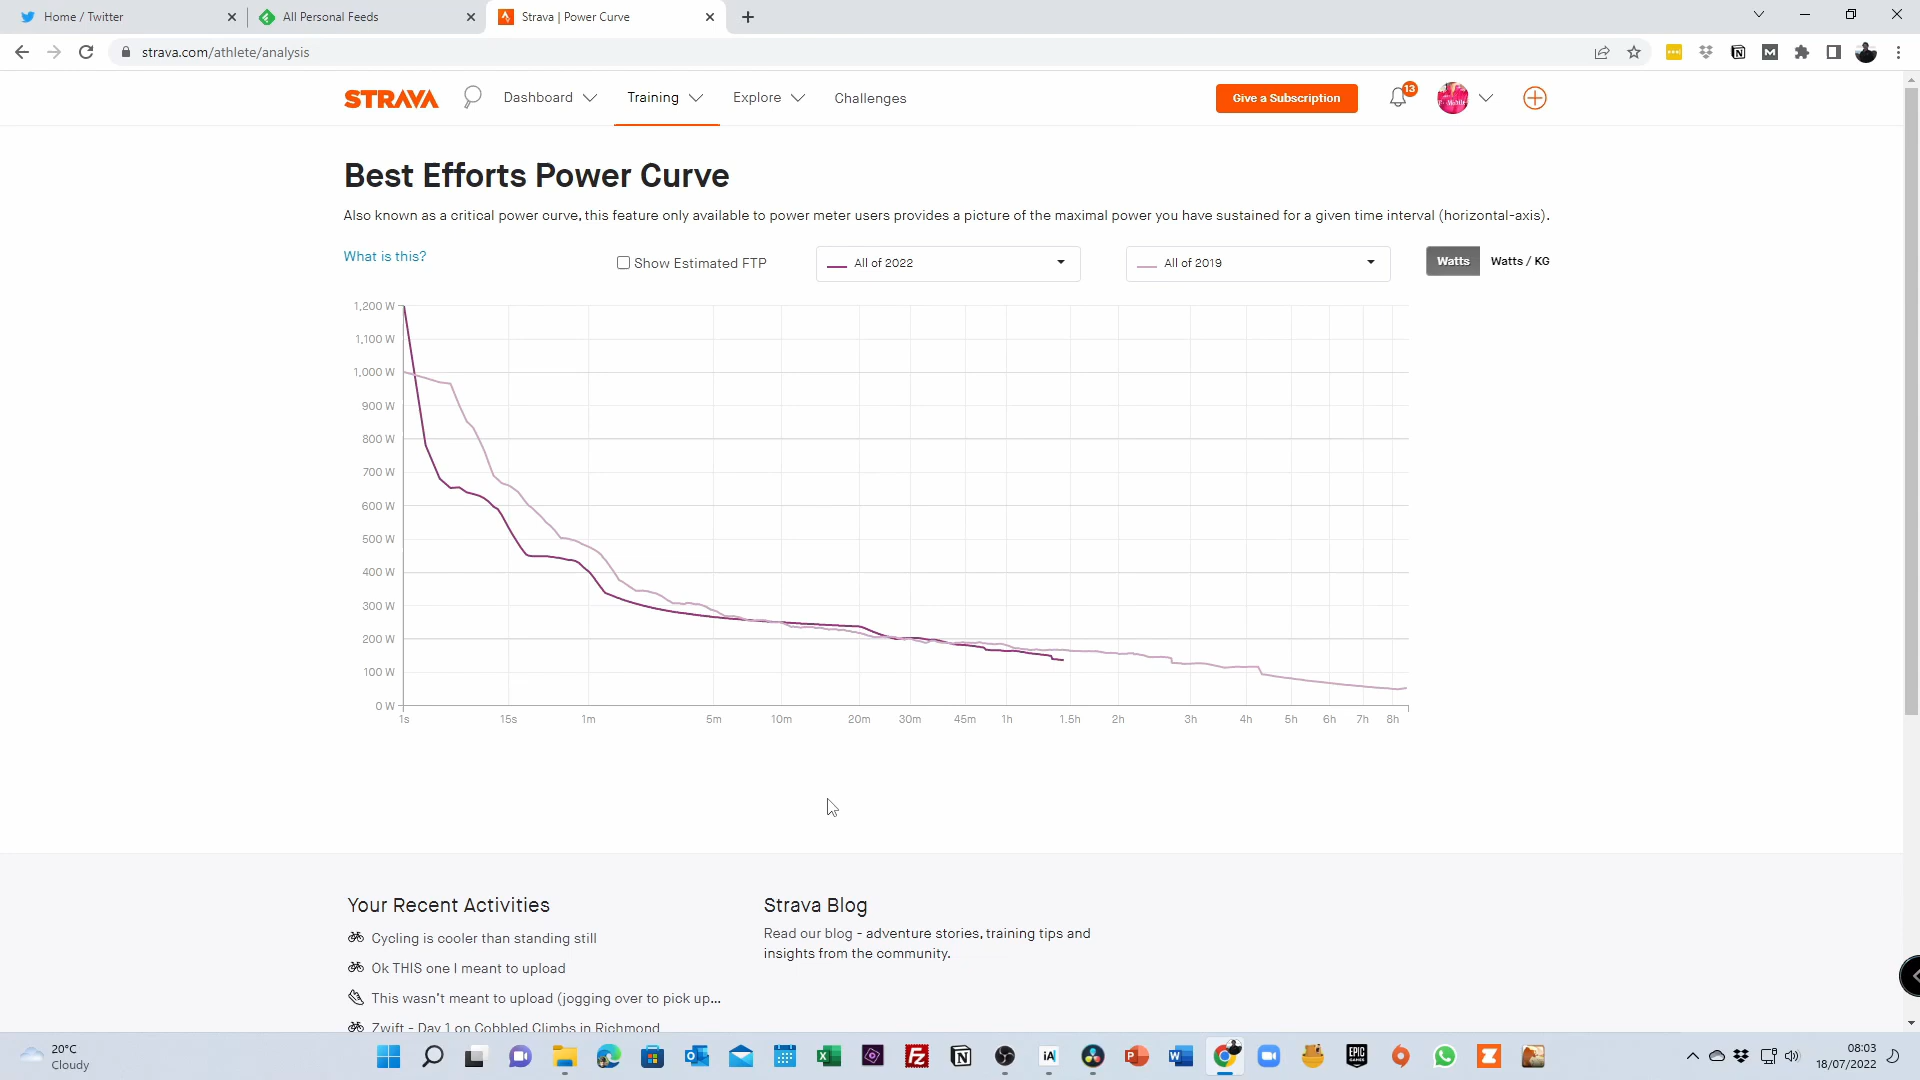 Home / Twitter
All Personal Feeds
Strava | Power Curve
strava.com/athlete/analysis
STRAVA
Dashboard
Training
Explore
Challenges
Give a Subscription
13
Best Efforts Power Curve
Also known as a critical power curve, this feature only available to power meter users provides a picture of the maximal power you have sustained for a given time interval (horizontal-axis).
What is this?
Show Estimated FTP
All of 2022
All of 2019
Watts
Watts / KG
1,200 W
1,100 W
1,000 W
900 W
800 W
700 W
600 W
500 W
400 W
300 W
200 W
100 W
0 W
1s 15s 1m 5m 10m 20m 30m 45m 1h 1.5h 2h 3h 4h 5h 6h 7h 8h
Your Recent Activities
Cycling is cooler than standing still
Ok THIS one I meant to upload
This wasn't meant to upload (jogging over to pick up...
Zwift - Day 1 on Cobbled Climbs in Richmond
Strava Blog
Read our blog - adventure stories, training tips and
insights from the community.
20°C
Cloudy
iA
EPIC
GAMES
08:03
18/07/2022